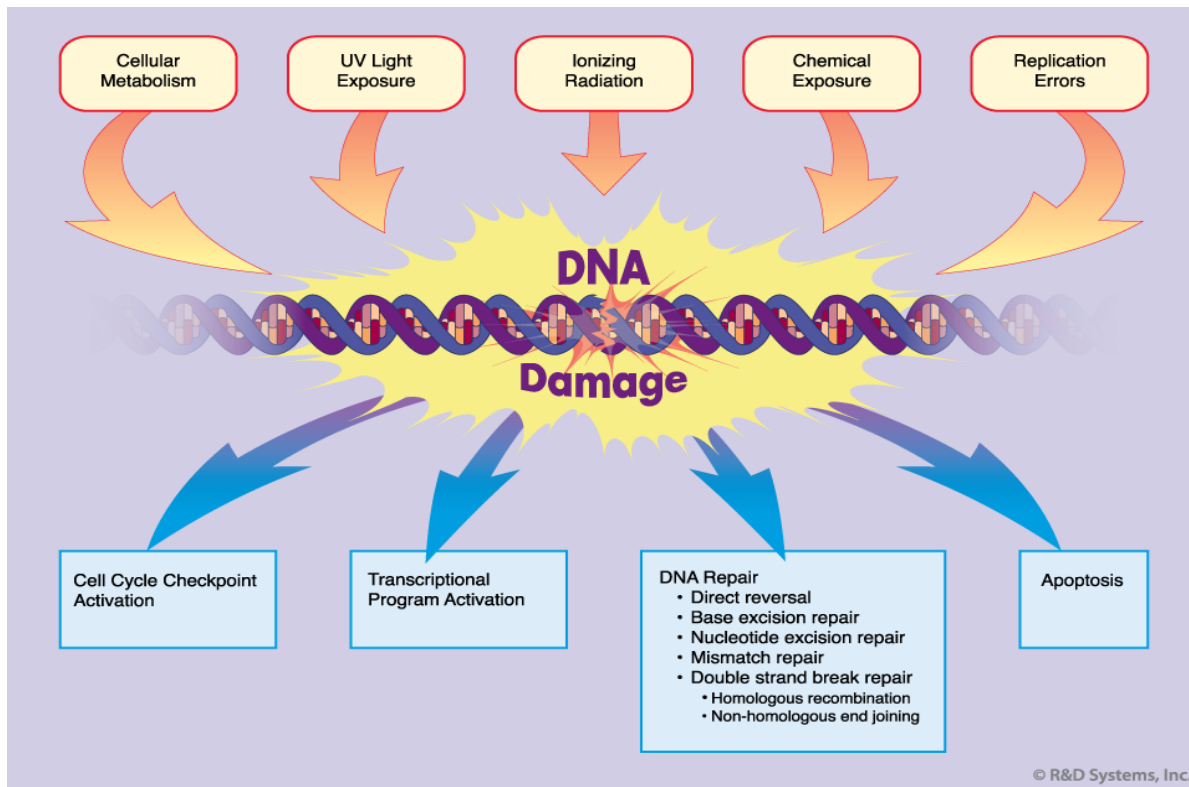 Cellular
Metabolism
UV Light
Exposure
Ionizing
Radiation
Chemical
Exposure
Replication
Errors
DNA
Damage
Cell Cycle Checkpoint
Activation
Transcriptional
Program Activation
DNA Repair
• Direct reversal
• Base excision repair
• Nucleotide excision repair
• Mismatch repair
• Double strand break repair
• Homologous recombination
• Non-homologous end joining
Apoptosis
© R&D Systems, Inc.